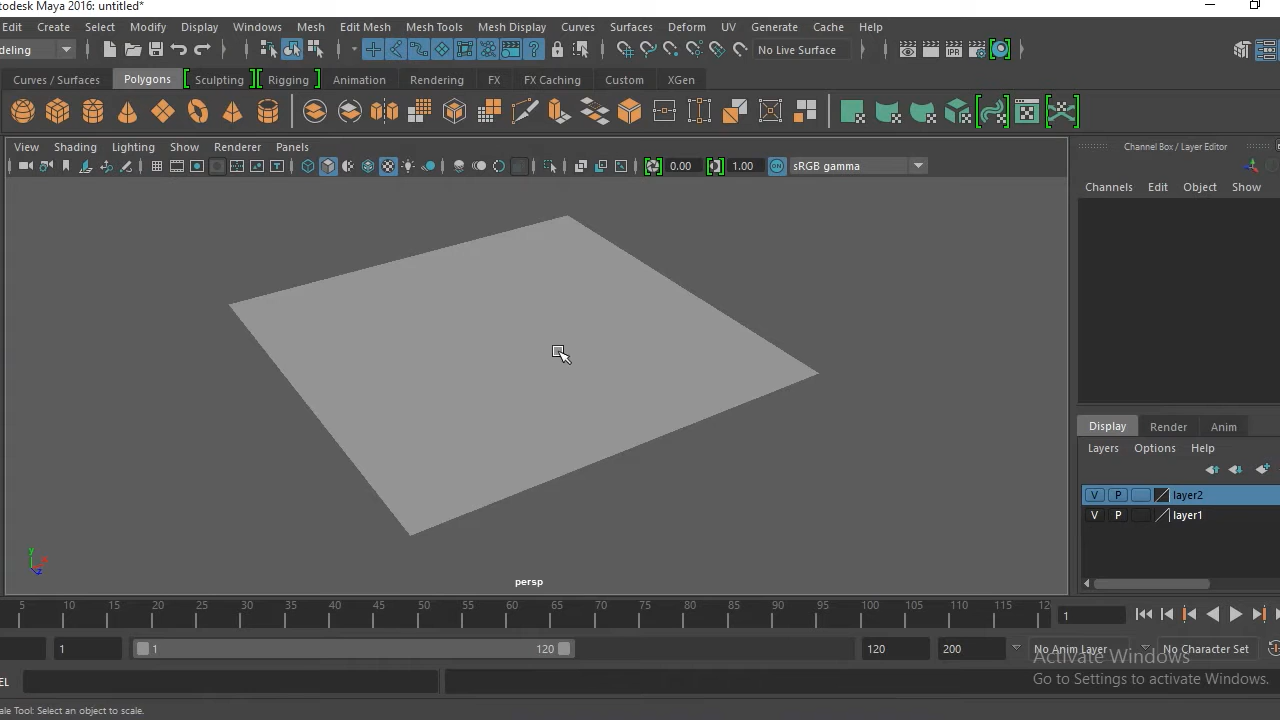 todesk Maya 2016: untitled*
Edit Create Select Modify Display Windows Mesh Edit Mesh Mesh Tools Mesh Display Curves Surfaces Deform UV Generate Cache Help
deling No Live Surface
Curves / Surfaces Polygons Sculpting Rigging Animation Rendering FX FX Caching Custom XGen
View Shading Lighting Show Renderer Panels
0.00 1.00 sRGB gamma
Channel Box / Layer Editor
Channels Edit Object Show
Display Render Anim
Layers Options Help
V P layer2
V P layer1
y
z
persp
5 10 15 20 25 30 35 40 45 50 55 60 65 70 75 80 85 90 95 100 105 110 115 12
1
1 1 120 120 200 No Anim Layer No Character Set
Activate Windows
Go to Settings to activate Windows.
EL
ale Tool: Select an object to scale.